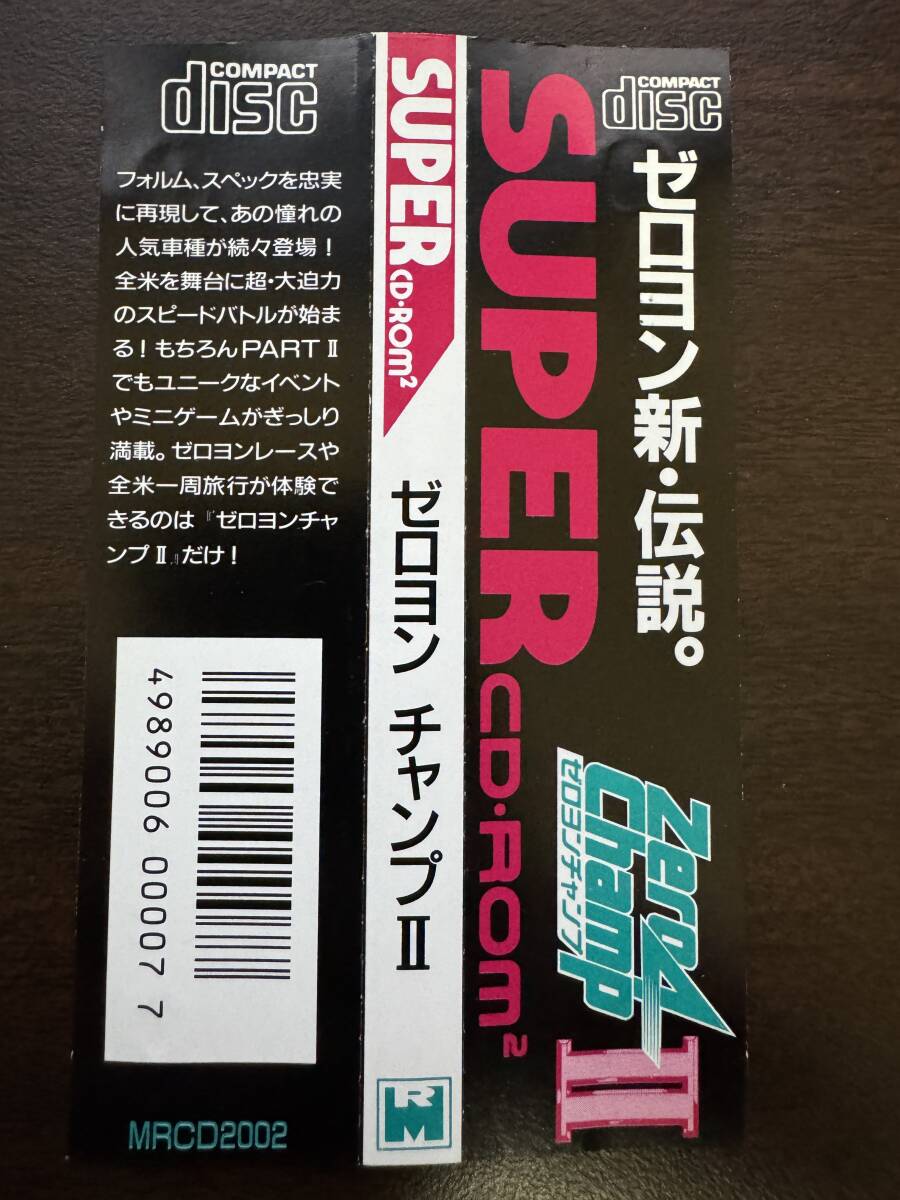 COMPACT
disc
フォルム、スペックを忠実
に再現して、あの憧れの
人気車種が続々登場！
全米を舞台に超・大迫力
のスピードバトルが始ま
る！もちろんPART Ⅱ
でもユニークなイベント
やミニゲームがぎっしり
満載。ゼロヨンレースや
全米一周旅行が体験で
きるのは『ゼロヨンチャ
ンプⅡ』だけ！
4989006 00007 7
MRCD2002
SUPER CD・ROM²
ゼロヨン チャンプⅡ
RM
SUPER CD・ROM²
COMPACT
disc
ゼロヨン新・伝説。
Zero4
Champ
ゼロヨンチャンプ
Ⅱ